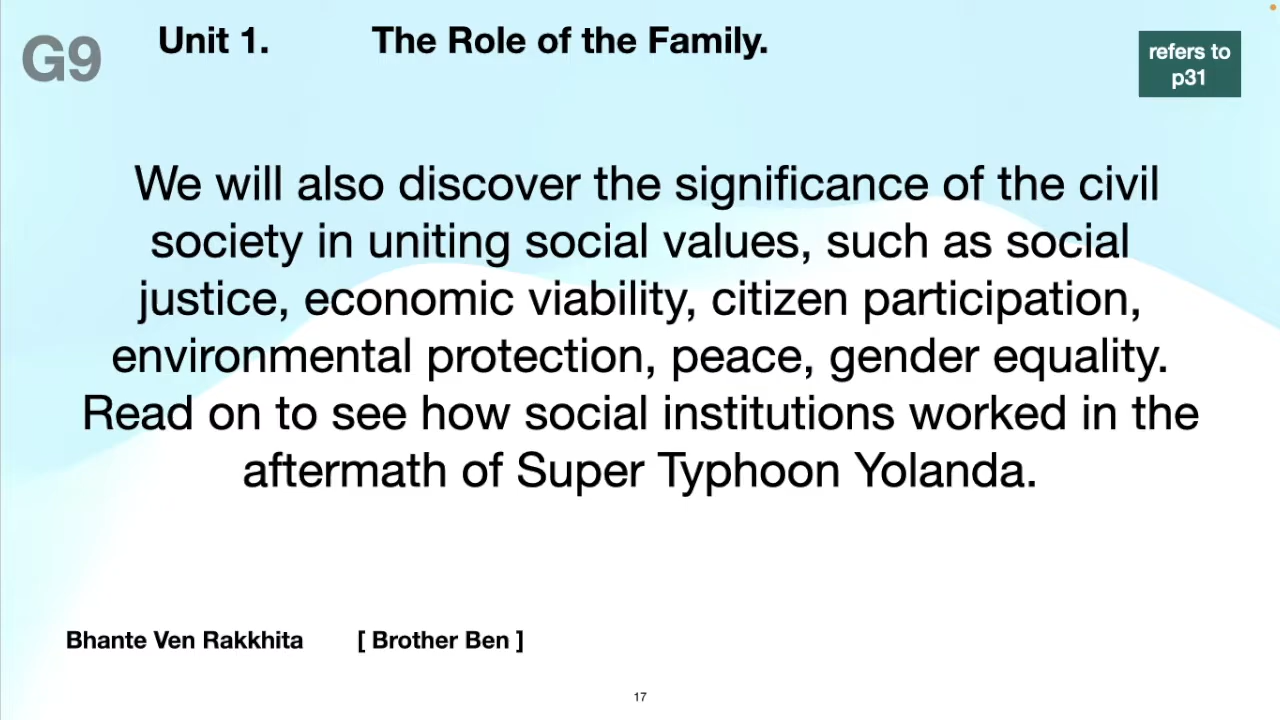 G9
Unit 1. The Role of the Family.
refers to
p31
We will also discover the significance of the civil
society in uniting social values, such as social
justice, economic viability, citizen participation,
environmental protection, peace, gender equality.
Read on to see how social institutions worked in the
aftermath of Super Typhoon Yolanda.
Bhante Ven Rakkhita [ Brother Ben ]
17